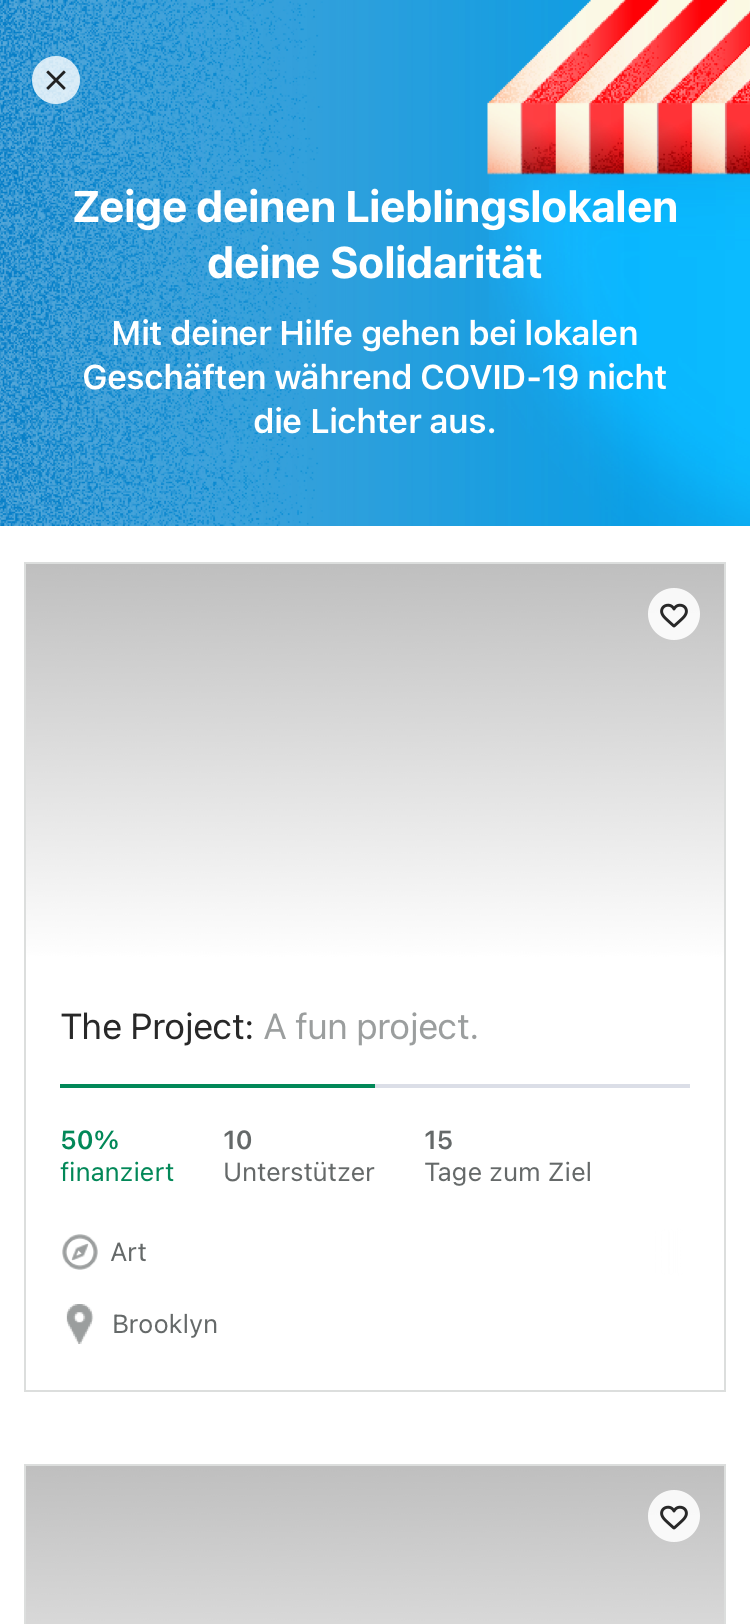 Zeige deinen Lieblingslokalen
deine Solidarität
Mit deiner Hilfe gehen bei lokalen
Geschäften während COVID-19 nicht
die Lichter aus.
The Project: A fun project.
50% 10 15
finanziert Unterstützer Tage zum Ziel
Art
Brooklyn